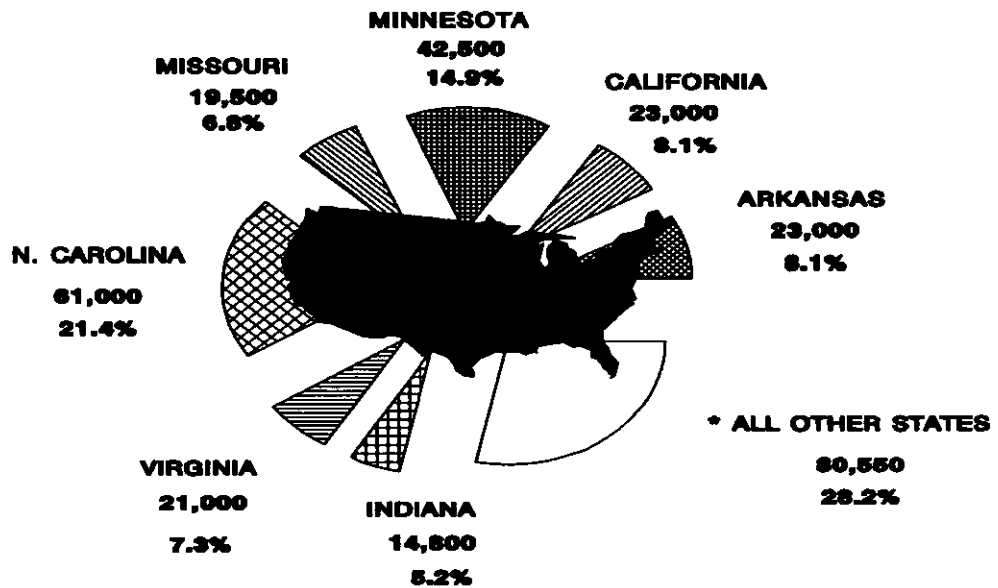 MINNESOTA
42,500
14.9%
MISSOURI
19,500
6.8%
CALIFORNIA
23,000
8.1%
ARKANSAS
23,000
8.1%
N. CAROLINA
61,000
21.4%
* ALL OTHER STATES
80,550
28.2%
VIRGINIA
21,000
7.3%
INDIANA
14,800
5.2%